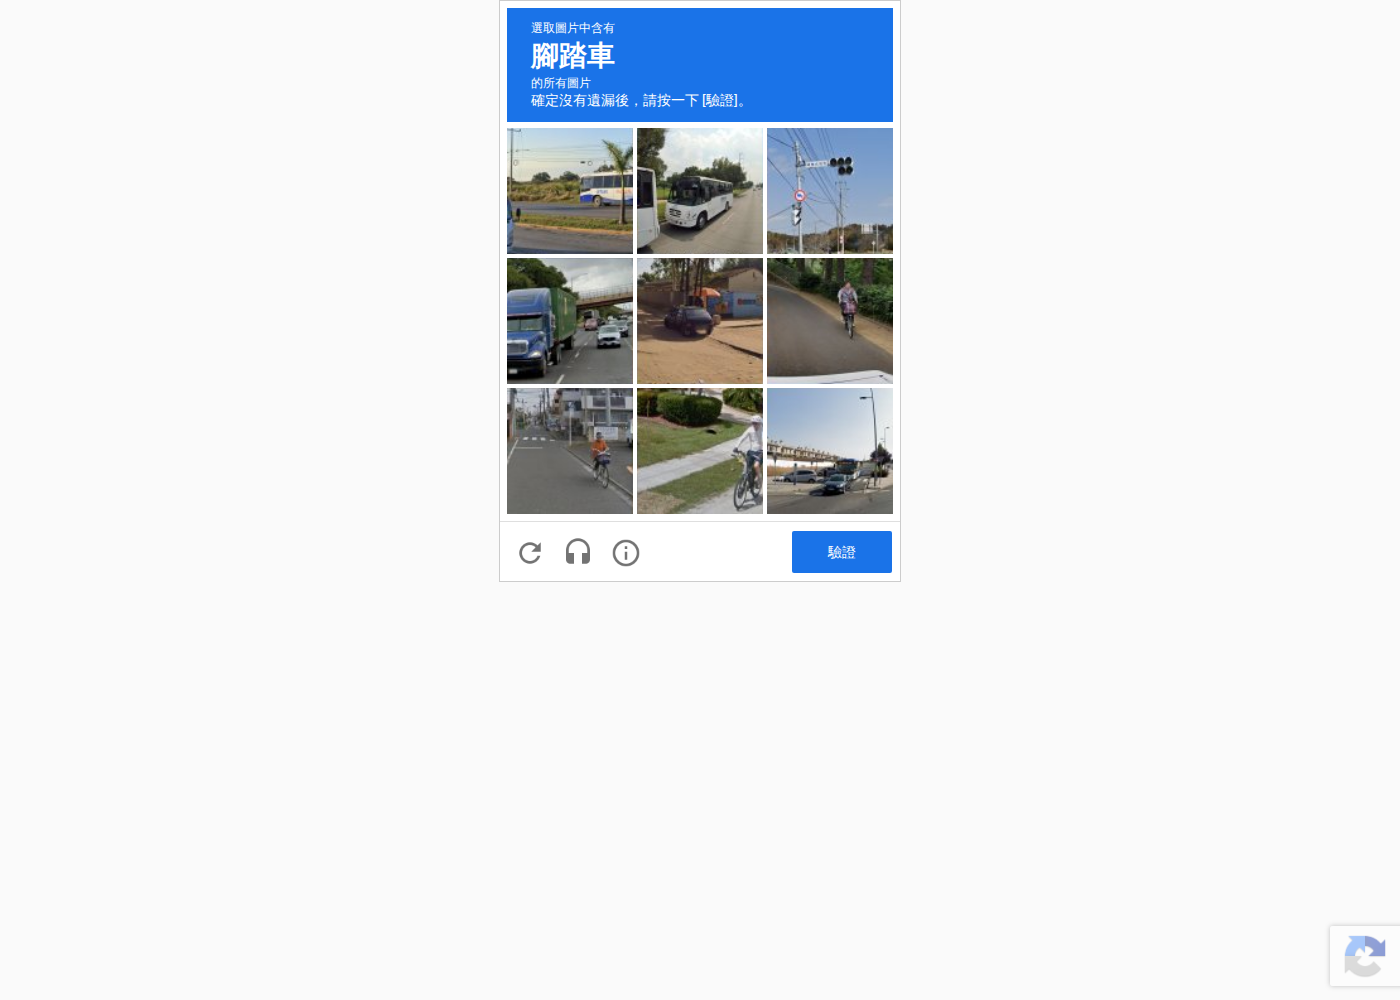 選取圖片中含有
腳踏車
的所有圖片
確定沒有遺漏後，請按一下 [驗證]。
驗證